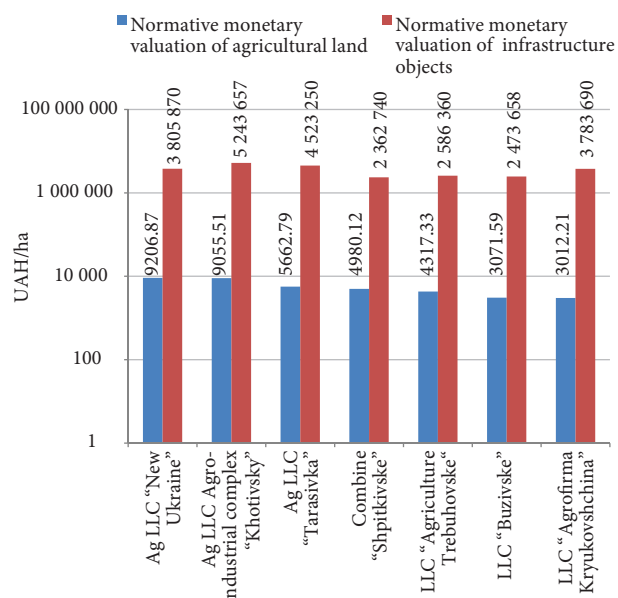 Normative monetary
valuation of agricultural land
Normative monetary
valuation of infrastructure
objects
UAH/ha
100 000 000
1 000 000
10 000
100
1
9206.87
3 805 870
9055.51
5 243 657
5662.79
4 523 250
4980.12
2 362 740
4317.33
2 586 360
3071.59
2 473 658
3012.21
3 783 690
Ag LLC “New
Ukraine”
Ag LLC Agro-
ndustrial complex
“Khotivsky”
Ag LLC
“Tarasivka”
Combine
“Shpitkivske”
LLC “Agriculture
Trebuhovske“
LLC “Buzivske”
LLC “Agrofirma
Kryukovshchina”